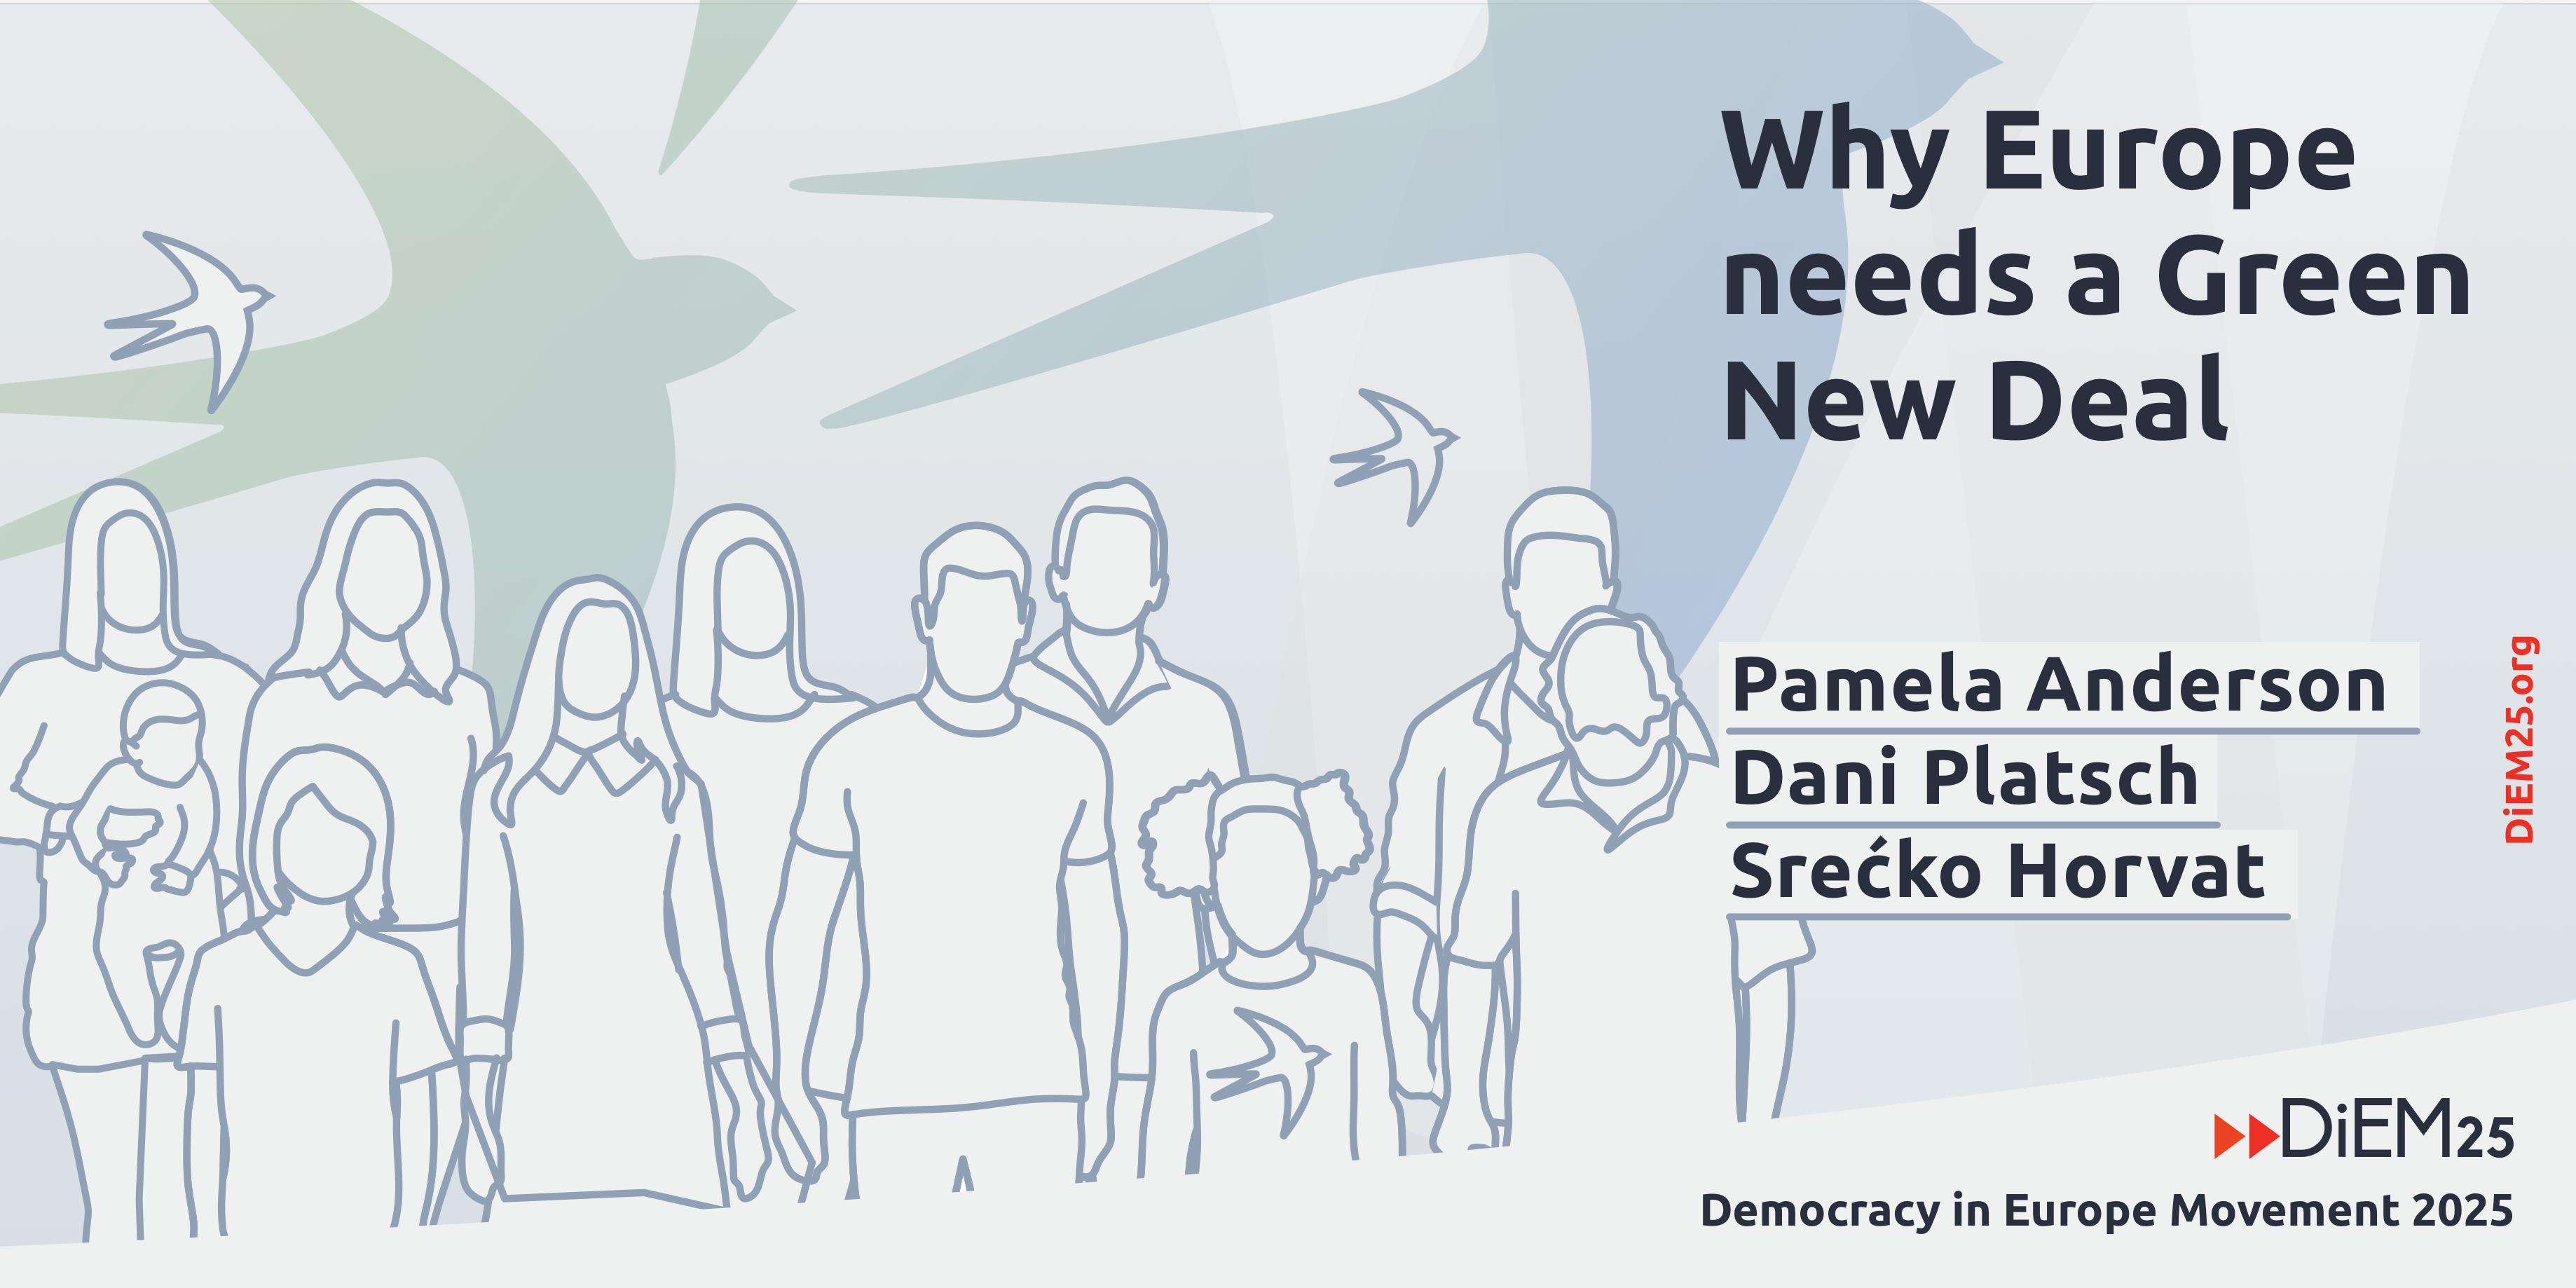 Why Europe
needs a Green
New Deal
Pamela Anderson
Dani Platsch
Srećko Horvat
DiEM25.org
DiEM25
Democracy in Europe Movement 2025